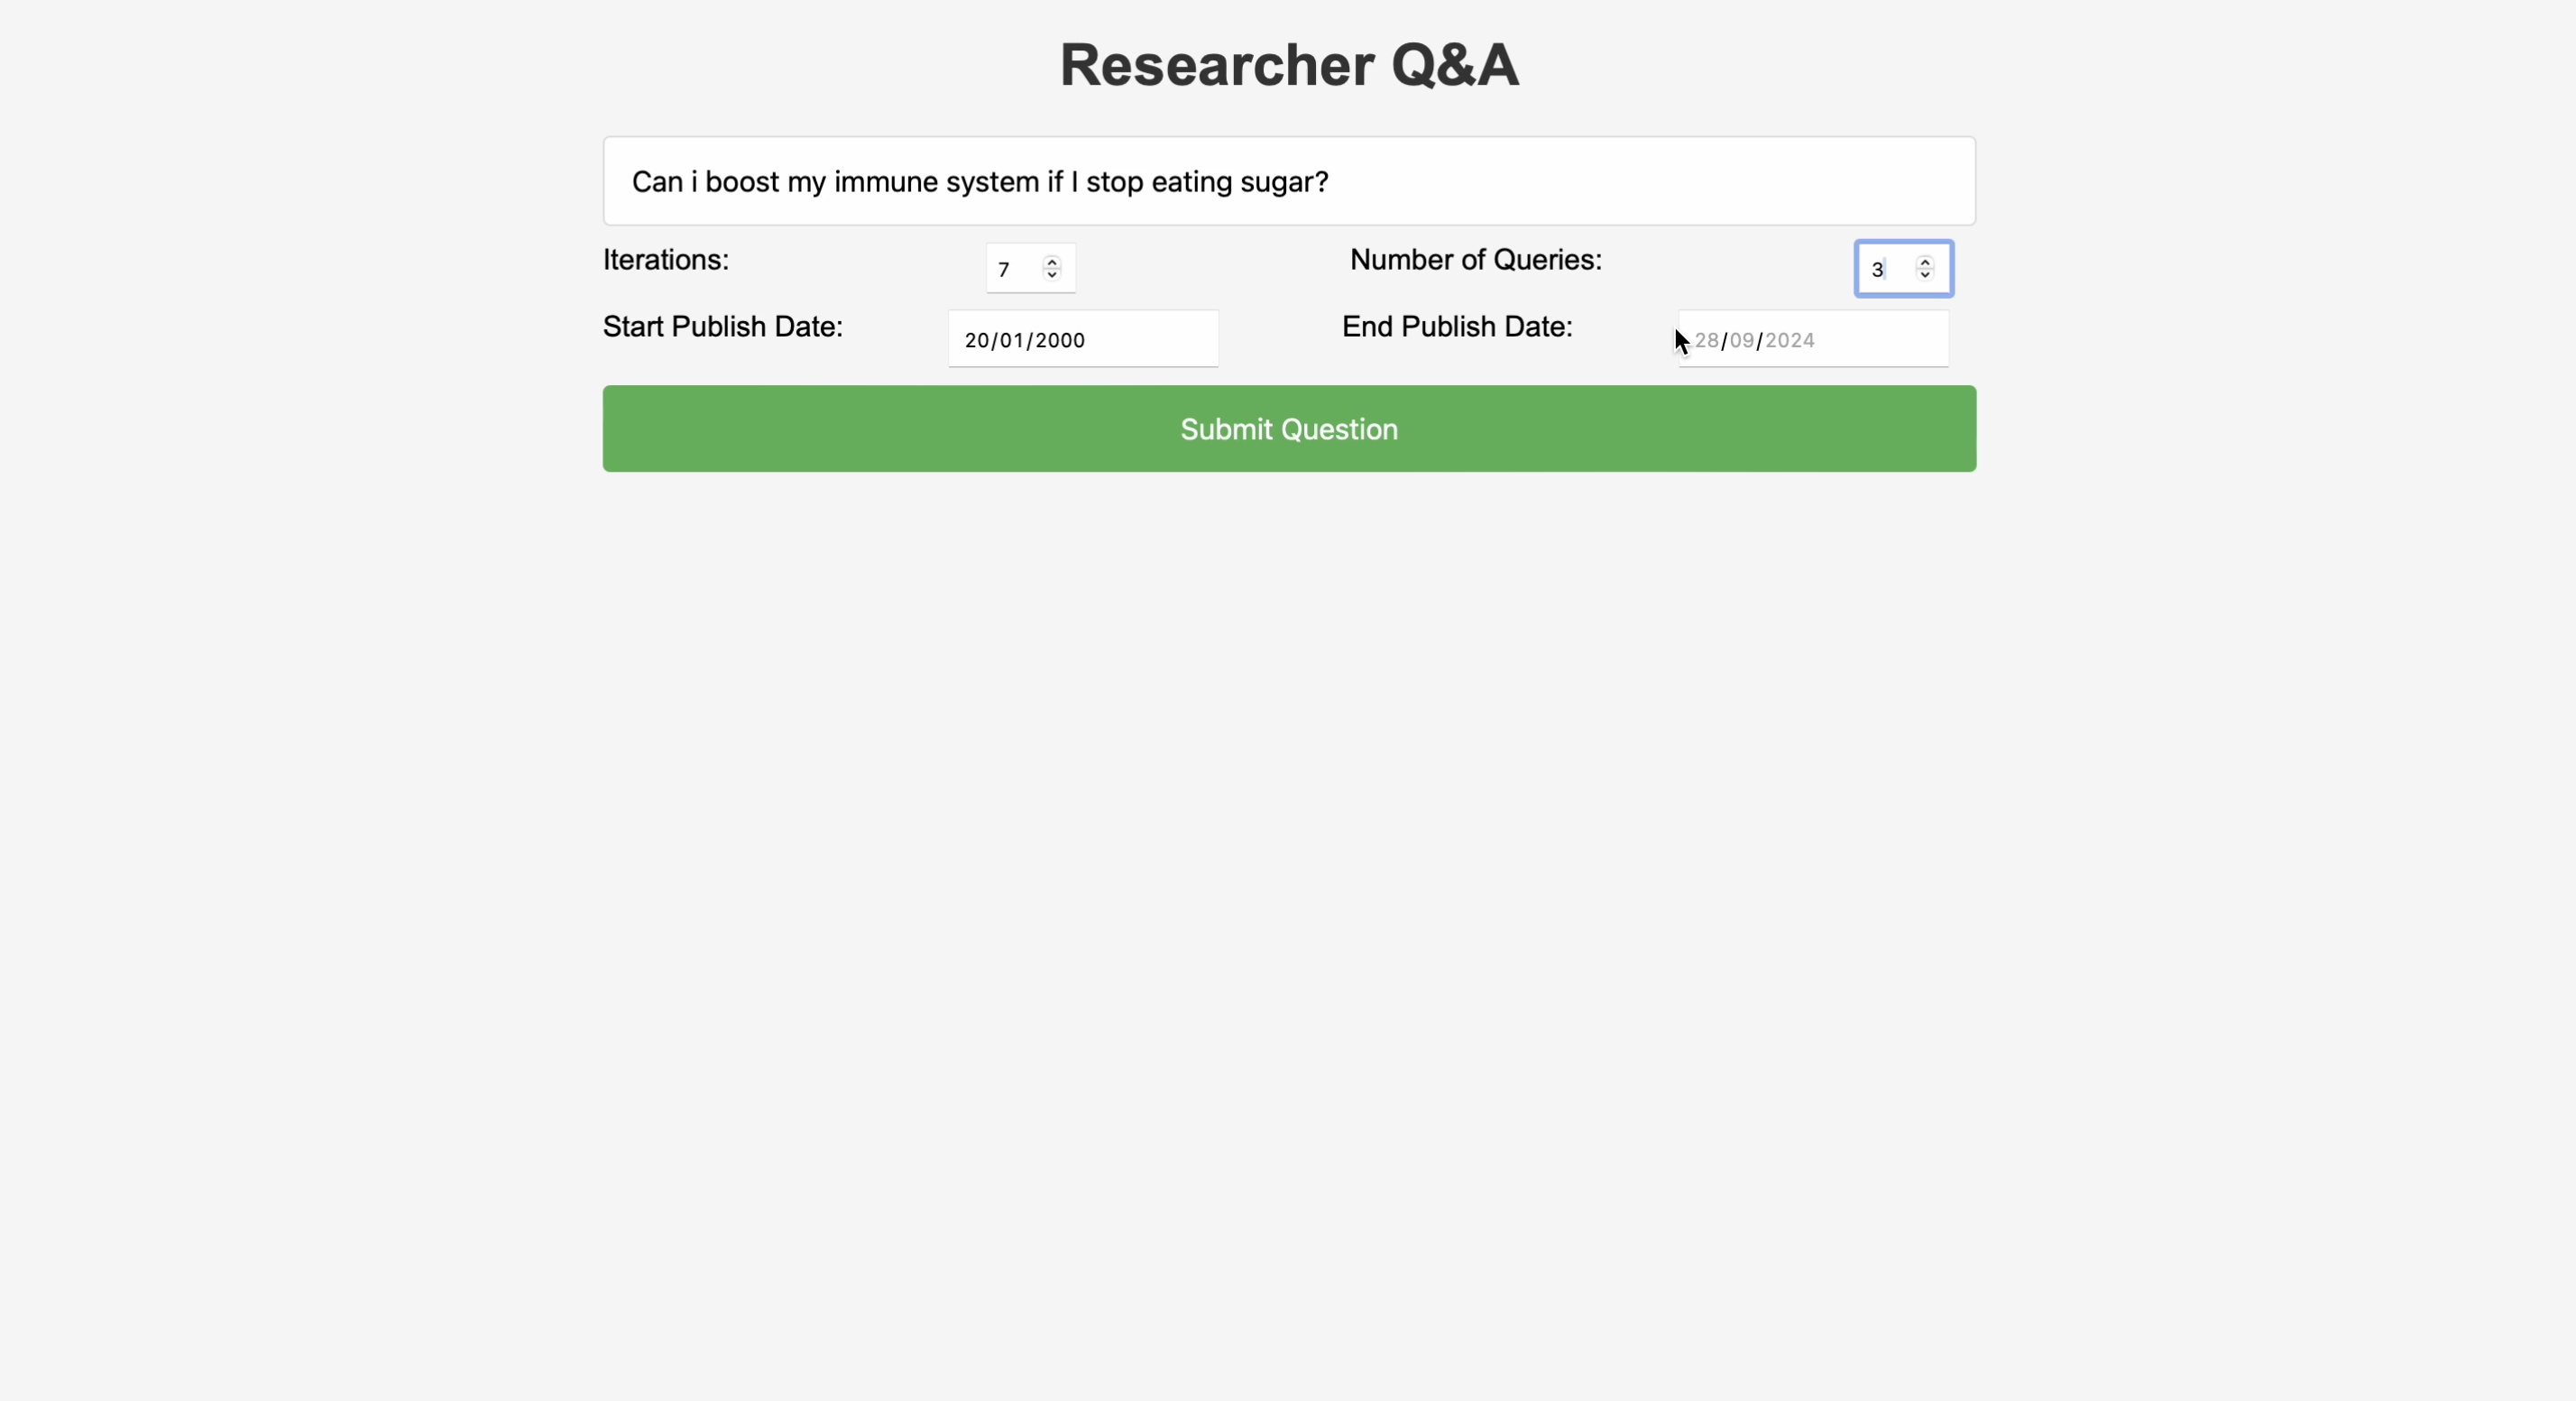 Researcher Q&A
Can i boost my immune system if I stop eating sugar?
Iterations: 7 Number of Queries: 3
Start Publish Date: 20/01/2000 End Publish Date: 28/09/2024
Submit Question